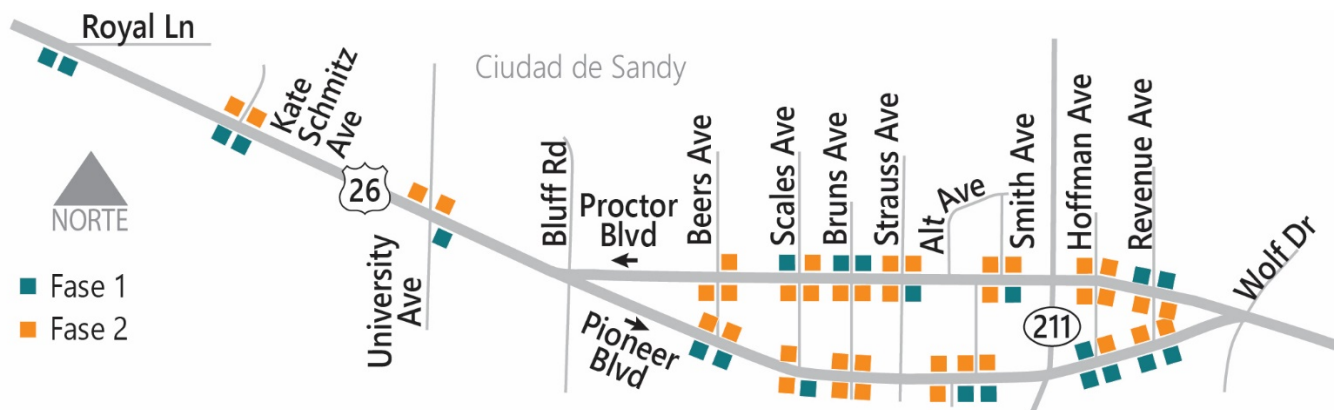 Royal Ln
Kate
Schmitz
Ave
Ciudad de Sandy
NORTE
26
University
Ave
Bluff Rd
Proctor
Blvd
Pioneer
Blvd
Beers Ave
Scales Ave
Bruns Ave
Strauss Ave
Alt Ave
Smith Ave
Hoffman Ave
Revenue Ave
Wolf Dr
211
Fase 1
Fase 2